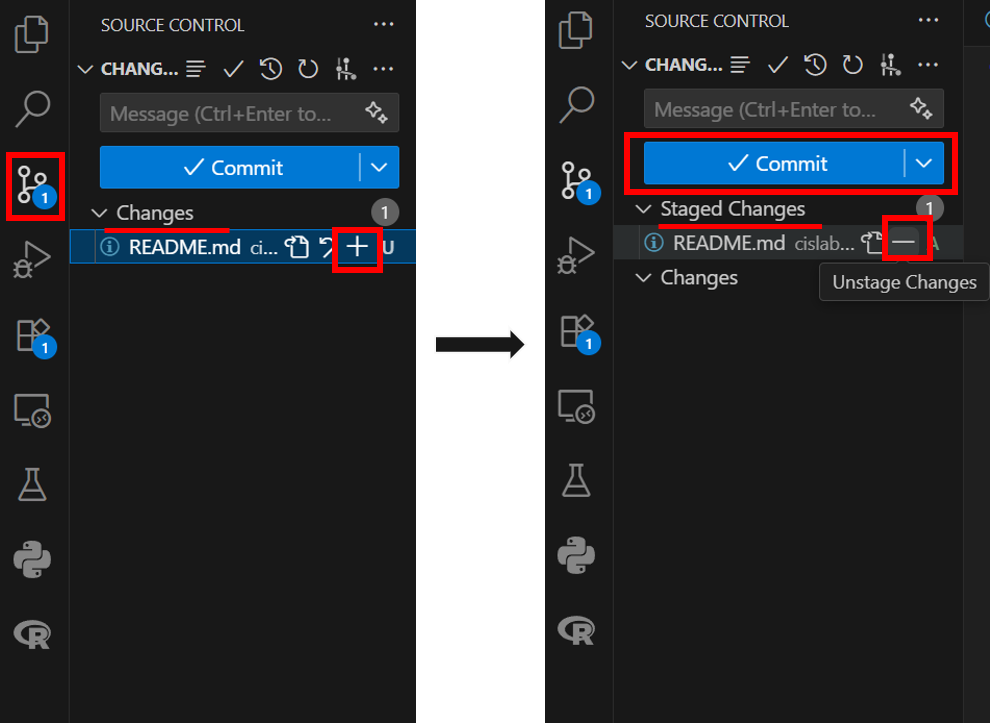 SOURCE CONTROL
CHANG...
Message (Ctrl+Enter to...
Commit
1
Changes
1
README.md ci... U
1
SOURCE CONTROL
CHANG...
Message (Ctrl+Enter to...
Commit
1
Staged Changes
1
README.md cislab... A
Changes
Unstage Changes
1